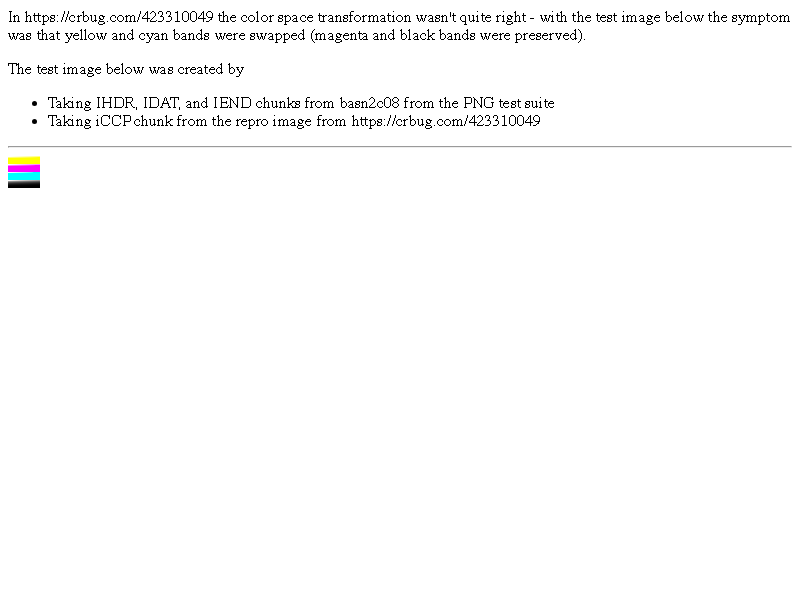 In https://crbug.com/423310049 the color space transformation wasn't quite right - with the test image below the symptom
was that yellow and cyan bands were swapped (magenta and black bands were preserved).
The test image below was created by
• Taking IHDR, IDAT, and IEND chunks from basn2c08 from the PNG test suite
• Taking iCCP chunk from the repro image from https://crbug.com/423310049